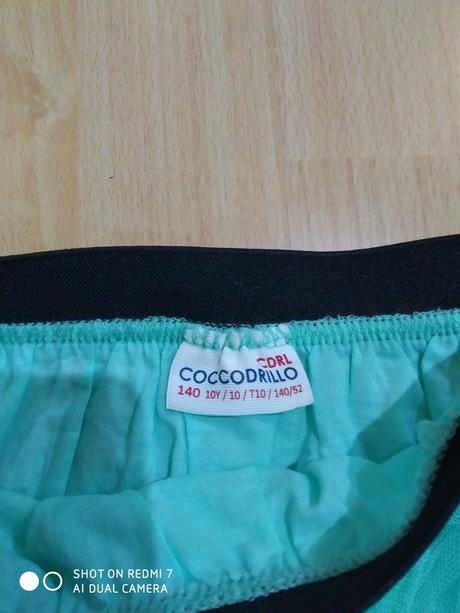 CDRL
COCCODRILLO
140 10Y / 10 / T10 / 140/52
SHOT ON REDMI 7
AI DUAL CAMERA